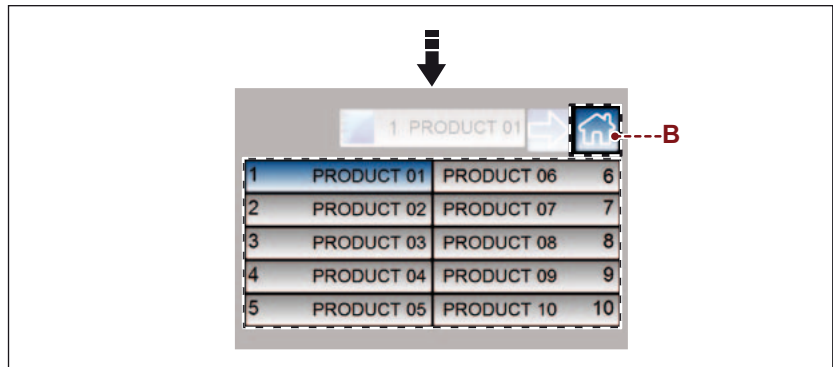 1 PRODUCT 01
B
1 PRODUCT 01 PRODUCT 06 6
2 PRODUCT 02 PRODUCT 07 7
3 PRODUCT 03 PRODUCT 08 8
4 PRODUCT 04 PRODUCT 09 9
5 PRODUCT 05 PRODUCT 10 10